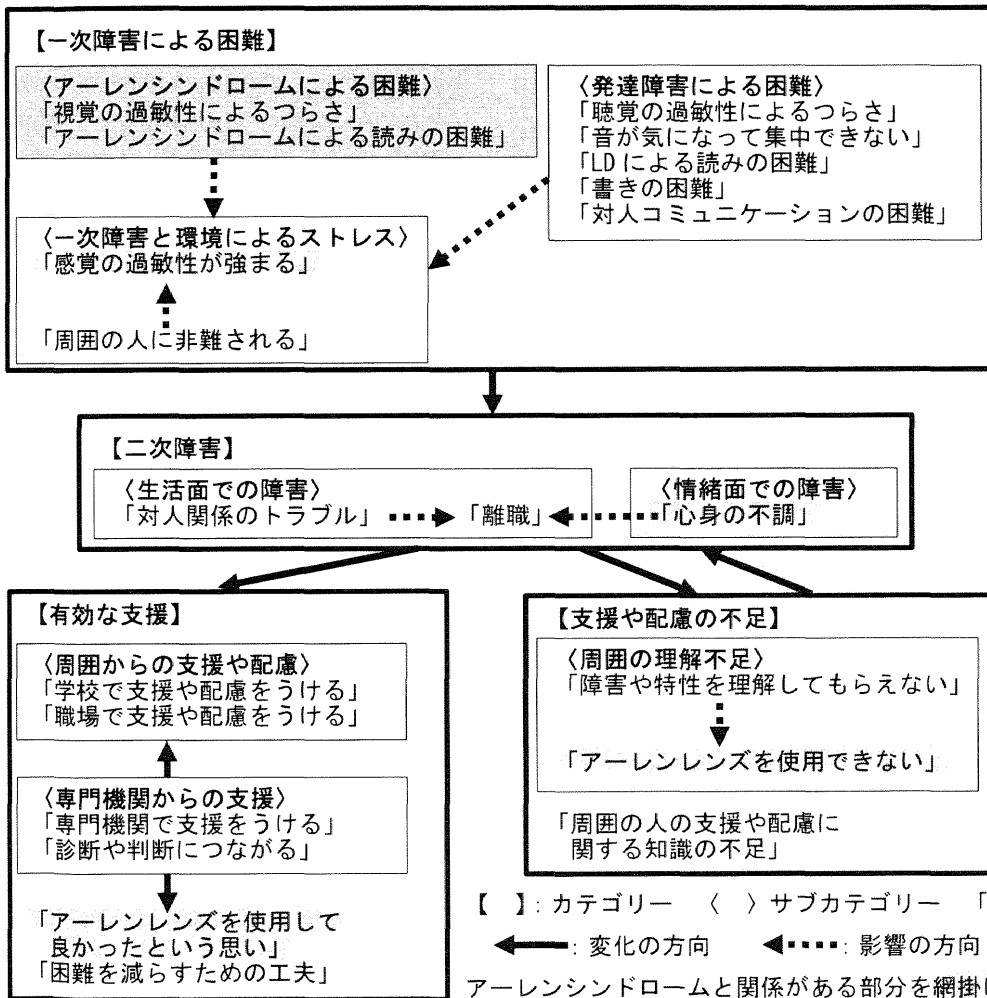 【一次障害による困難】
〈アーレンシンドロームによる困難〉
「視覚の過敏性によるつらさ」
「アーレンシンドロームによる読みの困難」
〈発達障害による困難〉
「聴覚の過敏性によるつらさ」
「音が気になって集中できない」
「LDによる読みの困難」
「書きの困難」
「対人コミュニケーションの困難」
〈一次障害と環境によるストレス〉
「感覚の過敏性が強まる」
「周囲の人に非難される」
【二次障害】
〈生活面での障害〉
「対人関係のトラブル」
「離職」
〈情緒面での障害〉
「心身の不調」
【有効な支援】
〈周囲からの支援や配慮〉
「学校で支援や配慮をうける」
「職場で支援や配慮をうける」
〈専門機関からの支援〉
「専門機関で支援をうける」
「診断や判断につながる」
「アーレンレンズを使用して
良かったという思い」
「困難を減らすための工夫」
【支援や配慮の不足】
〈周囲の理解不足〉
「障害や特性を理解してもらえない」
「アーレンレンズを使用できない」
「周囲の人の支援や配慮に
関する知識の不足」
【 】: カテゴリー 〈 〉サブカテゴリー 「
: 変化の方向 : 影響の方向
アーレンシンドロームと関係がある部分を網掛